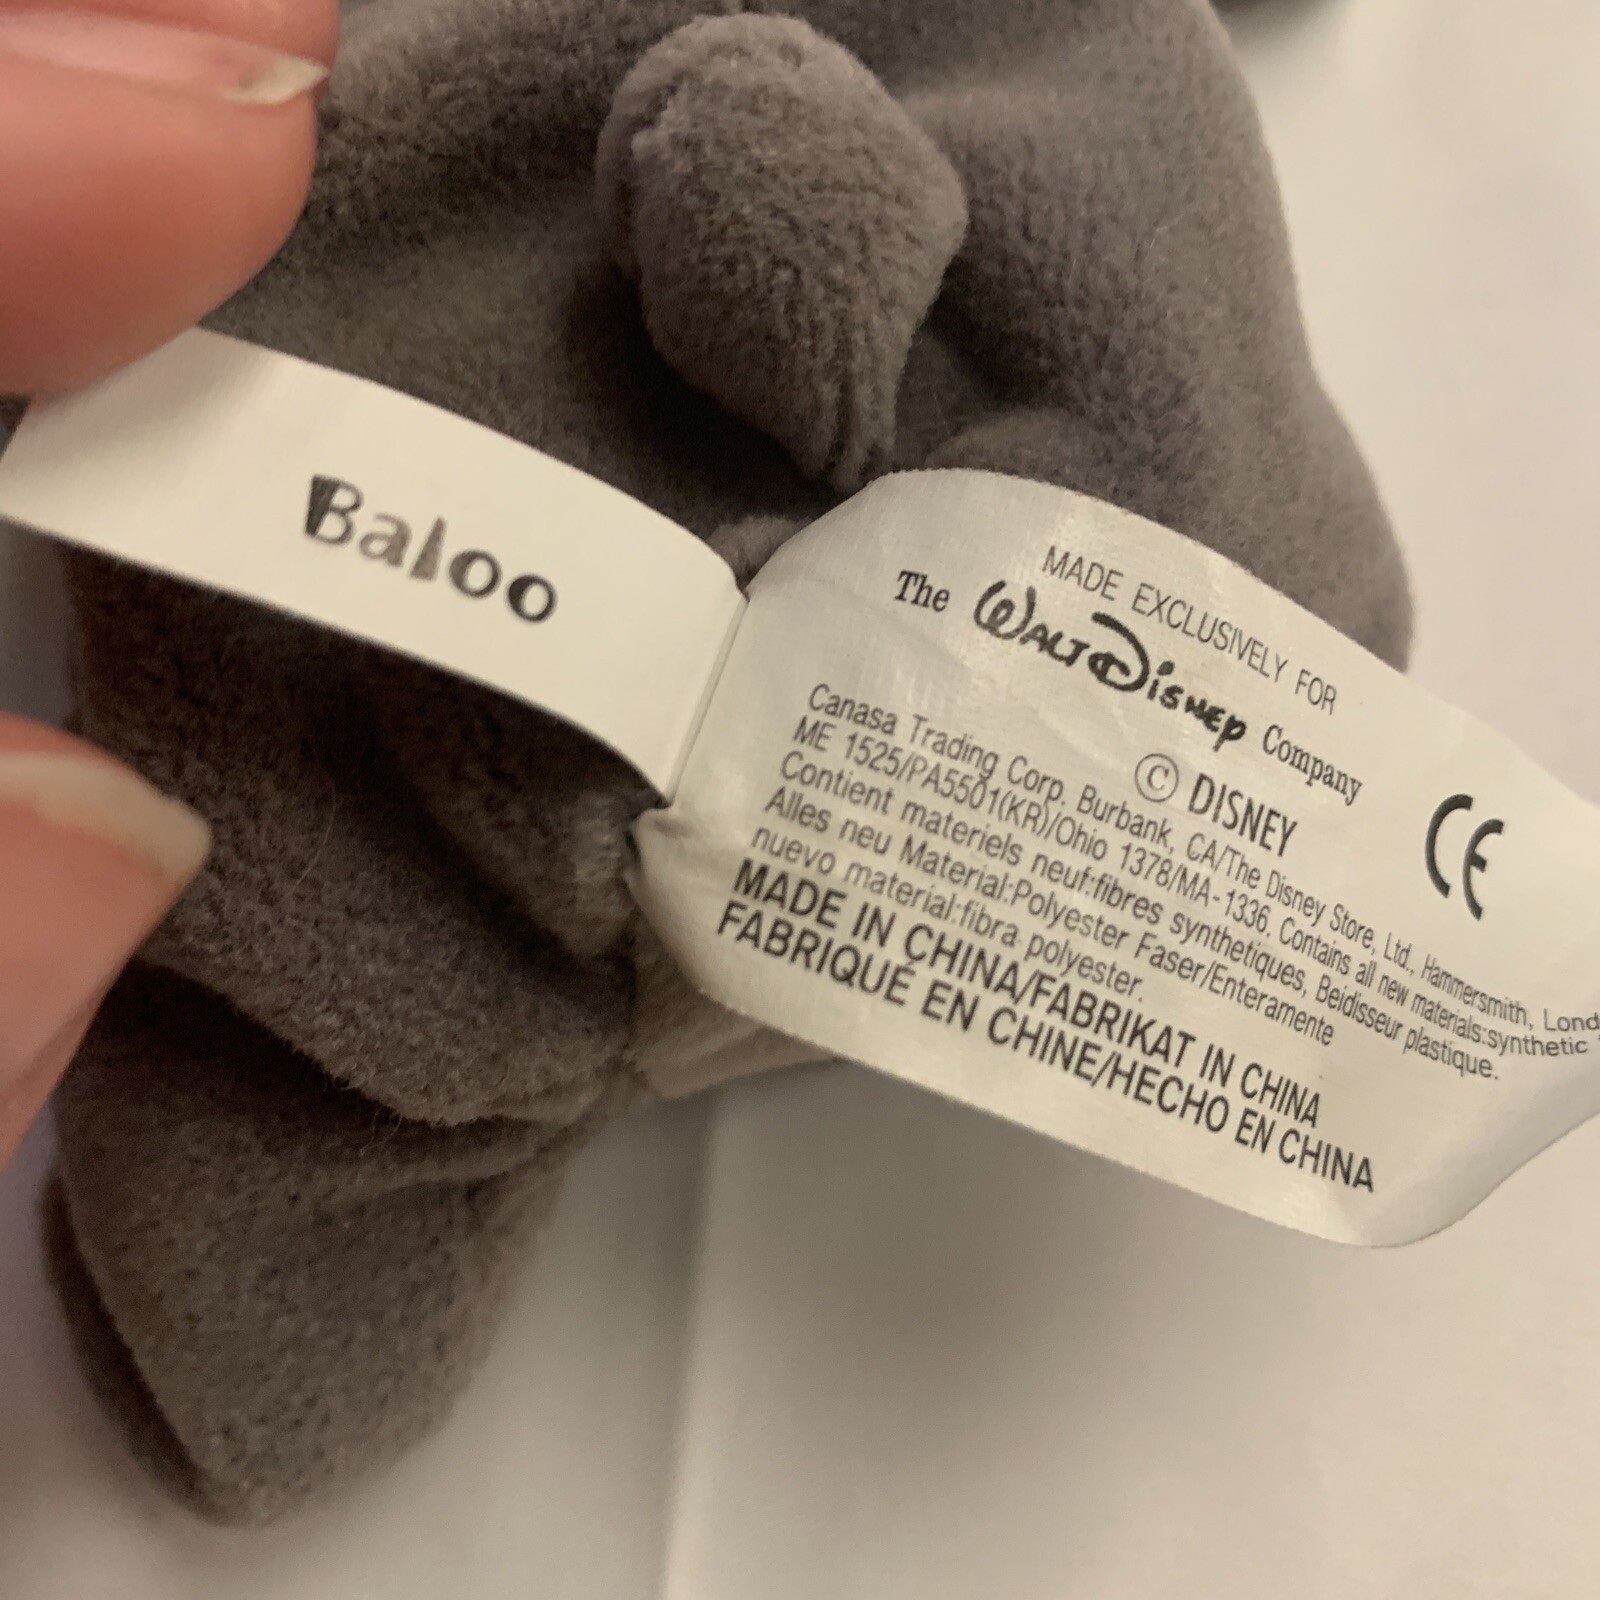 Baloo
MADE EXCLUSIVELY FOR
The Walt Disney Company
© DISNEY
CE
Canasa Trading Corp. Burbank, CA/The Disney Store, Ltd., Hammersmith, Lond
ME 1525/PA5501(KR)/Ohio 1378/MA-1336. Contains all new materials:synthetic
Contient materiels neuf:fibres synthetiques, Beidisseur plastique.
Alles neu Material:Polyester Faser/Enteramente
nuevo material:fibra polyester.
MADE IN CHINA/FABRIKAT IN CHINA
FABRIQUÉ EN CHINE/HECHO EN CHINA